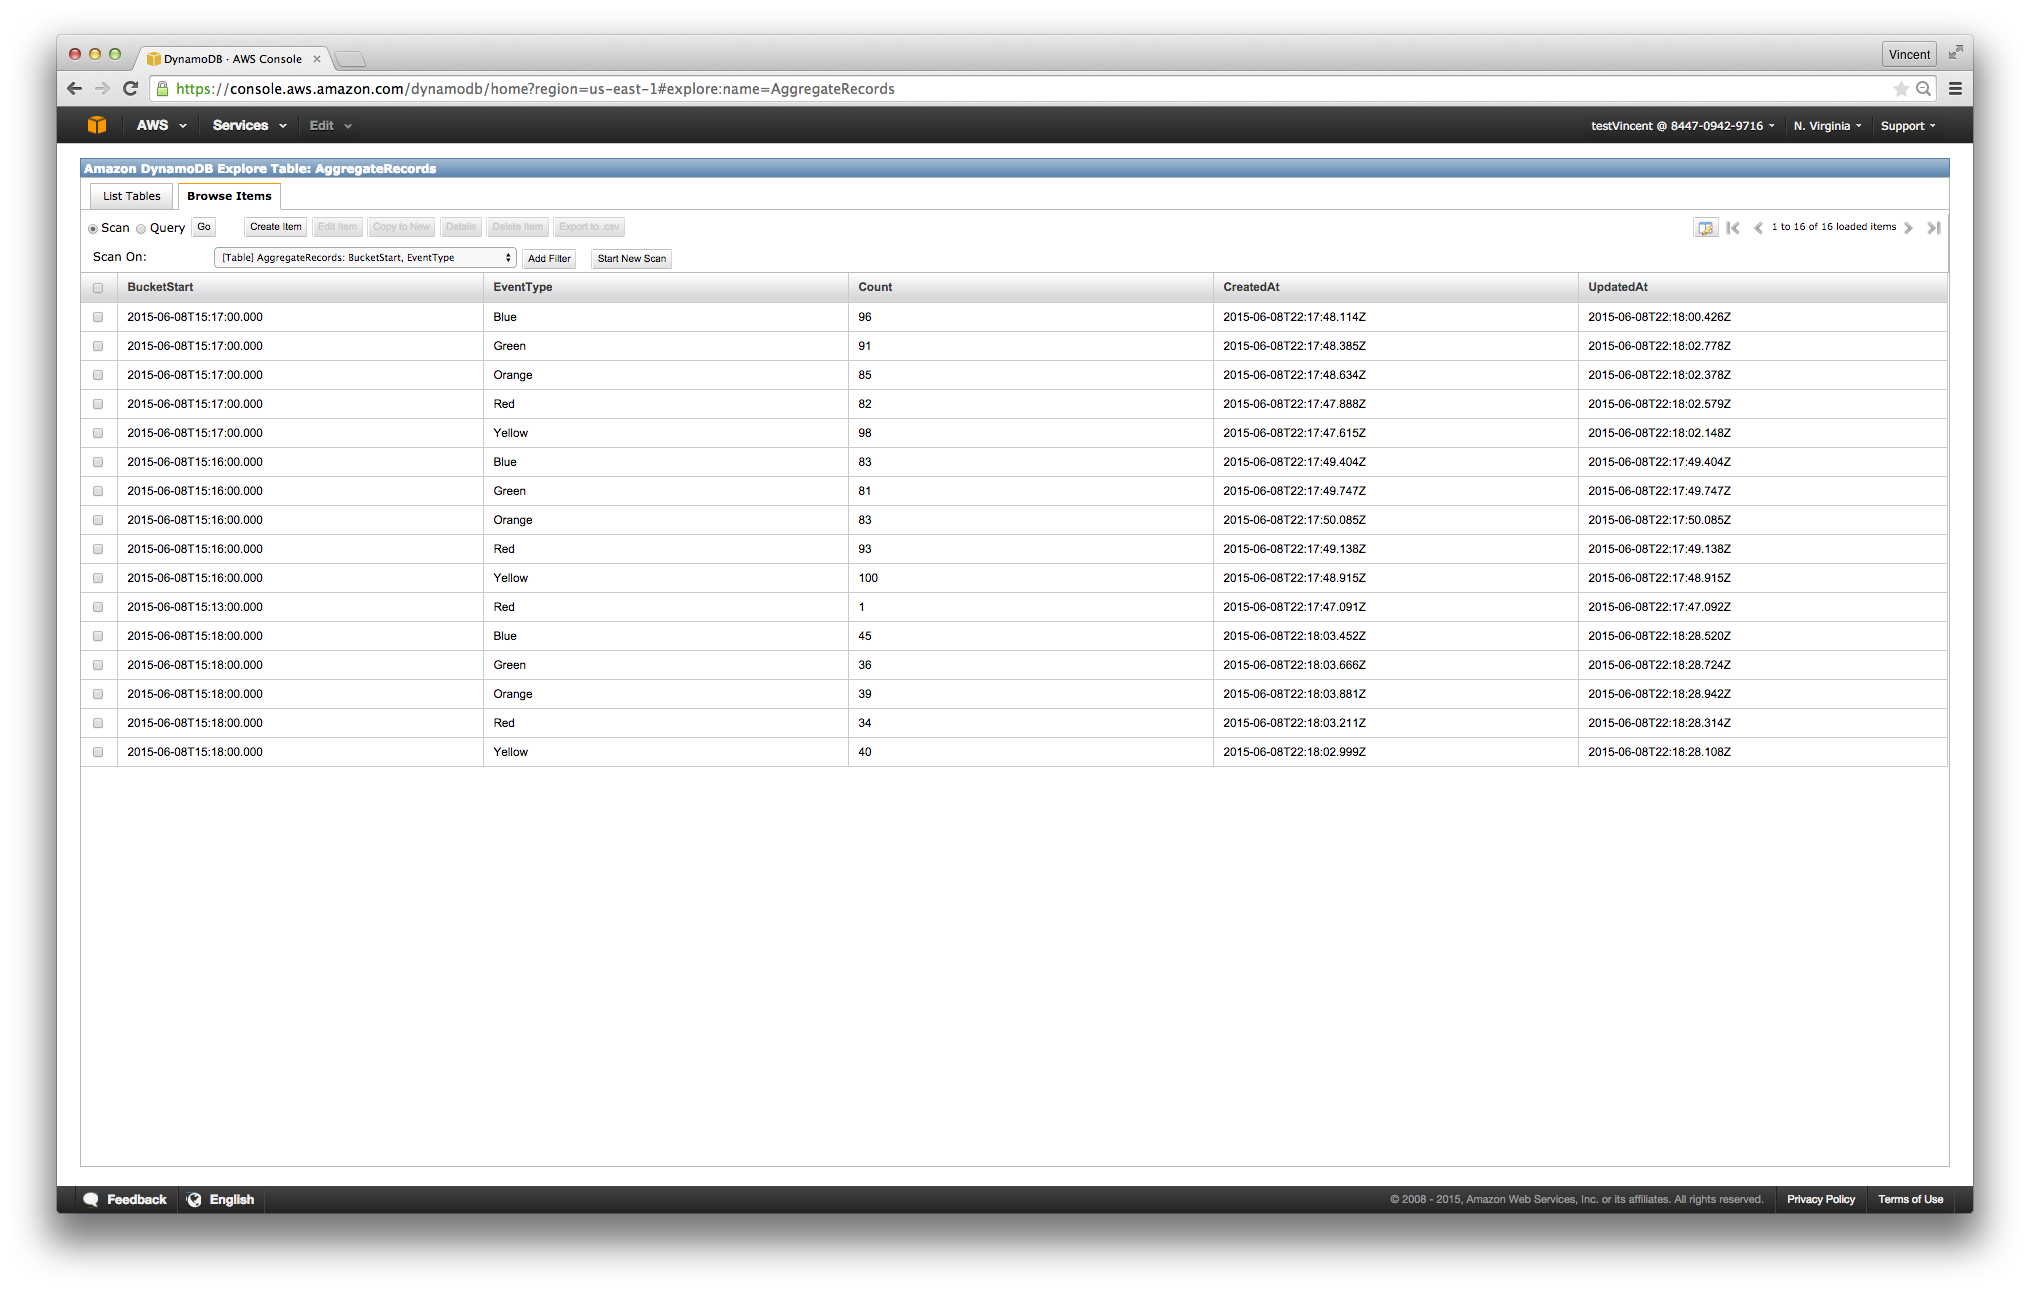 DynamoDB · AWS Console
Vincent
https://console.aws.amazon.com/dynamodb/home?region=us-east-1#explore:name=AggregateRecords
AWS Services Edit testVincent @ 8447-0942-9716 N. Virginia Support
Amazon DynamoDB Explore Table: AggregateRecords
List Tables Browse Items
Scan Query Go Create Item Edit Item Copy to New Details Delete Item Export to .csv 1 to 16 of 16 loaded items
Scan On: [Table] AggregateRecords: BucketStart, EventType Add Filter Start New Scan
BucketStart EventType Count CreatedAt UpdatedAt
2015-06-08T15:17:00.000 Blue 96 2015-06-08T22:17:48.114Z 2015-06-08T22:18:00.426Z
2015-06-08T15:17:00.000 Green 91 2015-06-08T22:17:48.385Z 2015-06-08T22:18:02.778Z
2015-06-08T15:17:00.000 Orange 85 2015-06-08T22:17:48.634Z 2015-06-08T22:18:02.378Z
2015-06-08T15:17:00.000 Red 82 2015-06-08T22:17:47.888Z 2015-06-08T22:18:02.579Z
2015-06-08T15:17:00.000 Yellow 98 2015-06-08T22:17:47.615Z 2015-06-08T22:18:02.148Z
2015-06-08T15:16:00.000 Blue 83 2015-06-08T22:17:49.404Z 2015-06-08T22:17:49.404Z
2015-06-08T15:16:00.000 Green 81 2015-06-08T22:17:49.747Z 2015-06-08T22:17:49.747Z
2015-06-08T15:16:00.000 Orange 83 2015-06-08T22:17:50.085Z 2015-06-08T22:17:50.085Z
2015-06-08T15:16:00.000 Red 93 2015-06-08T22:17:49.138Z 2015-06-08T22:17:49.138Z
2015-06-08T15:16:00.000 Yellow 100 2015-06-08T22:17:48.915Z 2015-06-08T22:17:48.915Z
2015-06-08T15:13:00.000 Red 1 2015-06-08T22:17:47.091Z 2015-06-08T22:17:47.092Z
2015-06-08T15:18:00.000 Blue 45 2015-06-08T22:18:03.452Z 2015-06-08T22:18:28.520Z
2015-06-08T15:18:00.000 Green 36 2015-06-08T22:18:03.666Z 2015-06-08T22:18:28.724Z
2015-06-08T15:18:00.000 Orange 39 2015-06-08T22:18:03.881Z 2015-06-08T22:18:28.942Z
2015-06-08T15:18:00.000 Red 34 2015-06-08T22:18:03.211Z 2015-06-08T22:18:28.314Z
2015-06-08T15:18:00.000 Yellow 40 2015-06-08T22:18:02.999Z 2015-06-08T22:18:28.108Z
Feedback English © 2008 - 2015, Amazon Web Services, Inc. or its affiliates. All rights reserved. Privacy Policy Terms of Use